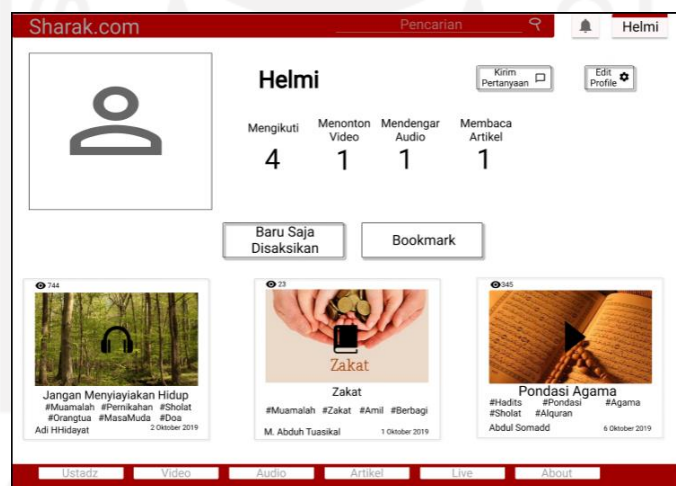 Sharak.com Pencarian Helmi
Helmi
Kirim
Pertanyaan
Edit
Profile
Mengikuti
4
Menonton
Video
1
Mendengar
Audio
1
Membaca
Artikel
1
Baru Saja
Disaksikan
Bookmark
744
Jangan Menyiayiakan Hidup
#Muamalah #Pernikahan #Sholat
#Orangtua #MasaMuda #Doa
Adi HHidayat 2 Oktober 2019
23
Zakat
Zakat
#Muamalah #Zakat #Amil #Berbagi
M. Abduh Tuasikal 1 Oktober 2019
345
Pondasi Agama
#Hadits #Pondasi #Agama
#Sholat #Alquran
Abdul Somadd 6 Oktober 2019
Ustadz Video Audio Artikel Live About